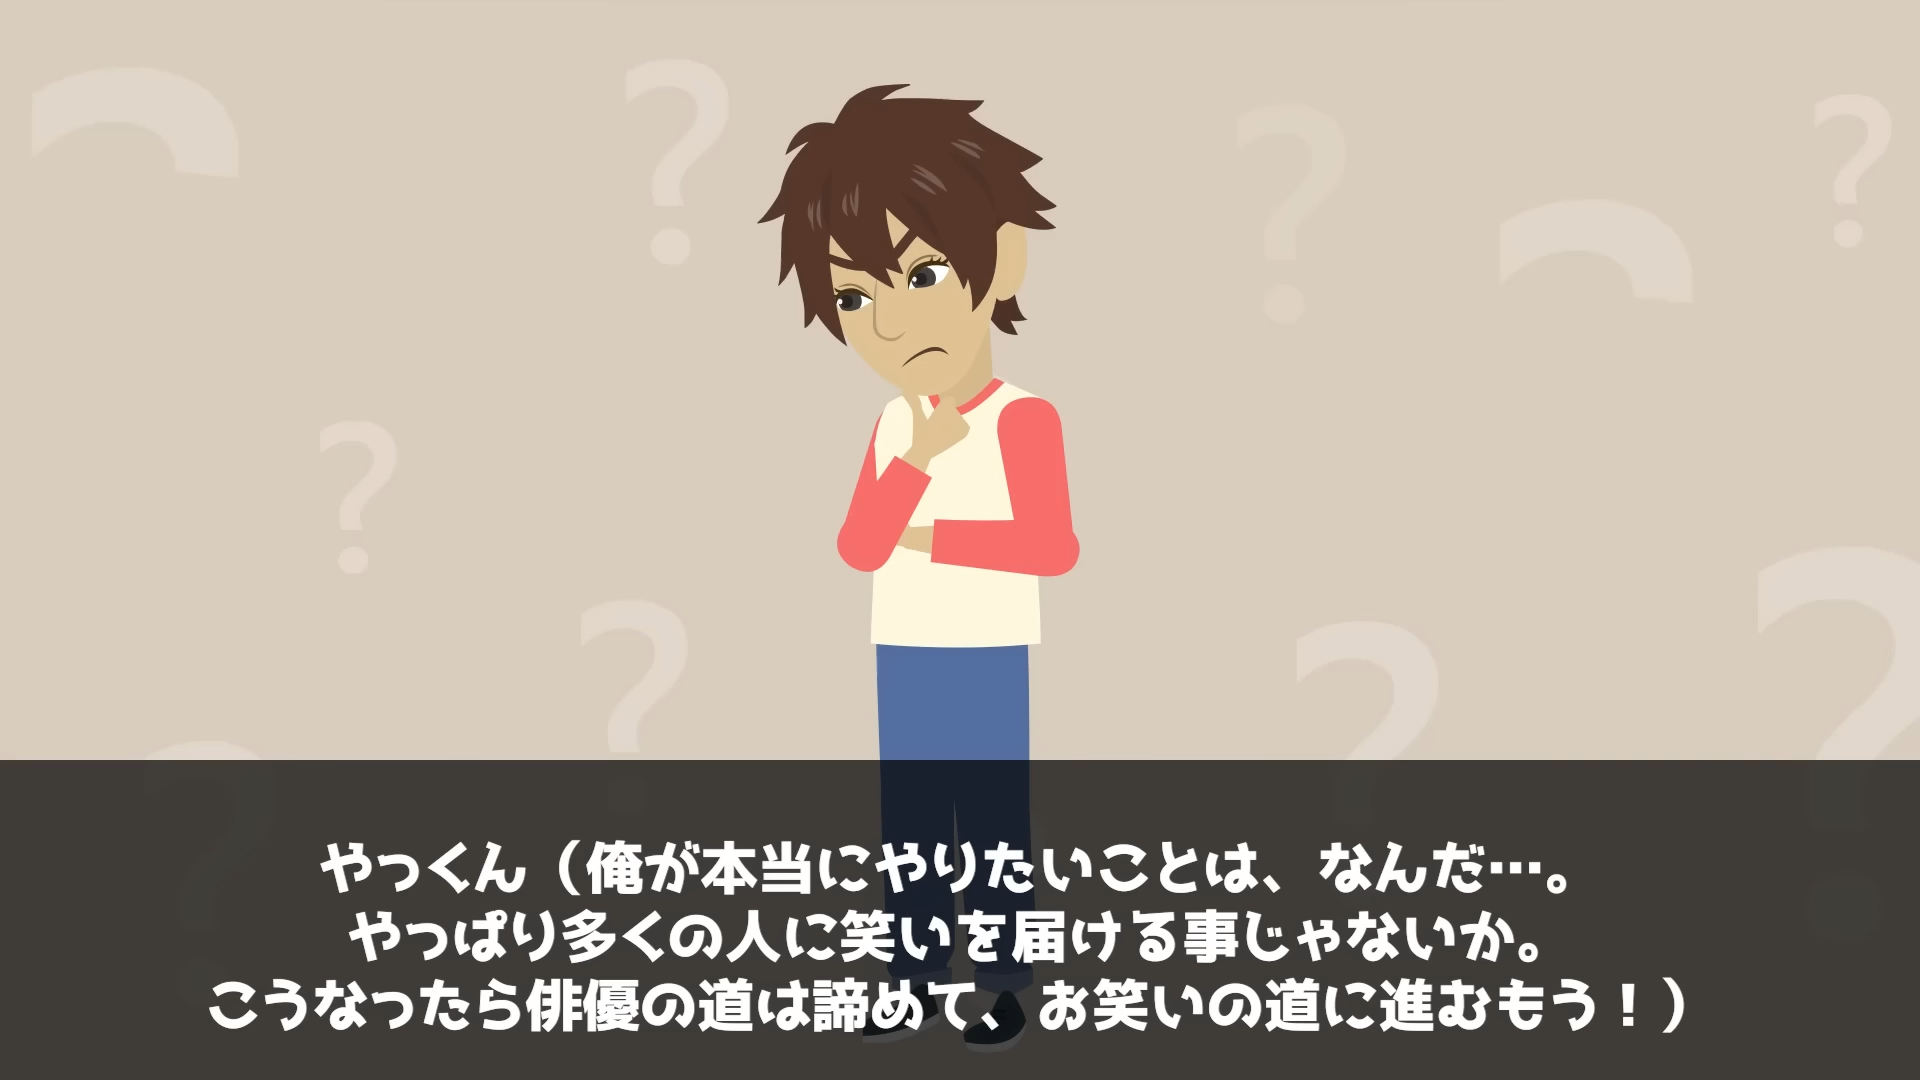 やっくん（俺が本当にやりたいことは、なんだ…。
やっぱり多くの人に笑いを届ける事じゃないか。
こうなったら俳優の道は諦めて、お笑いの道に進むもう！）